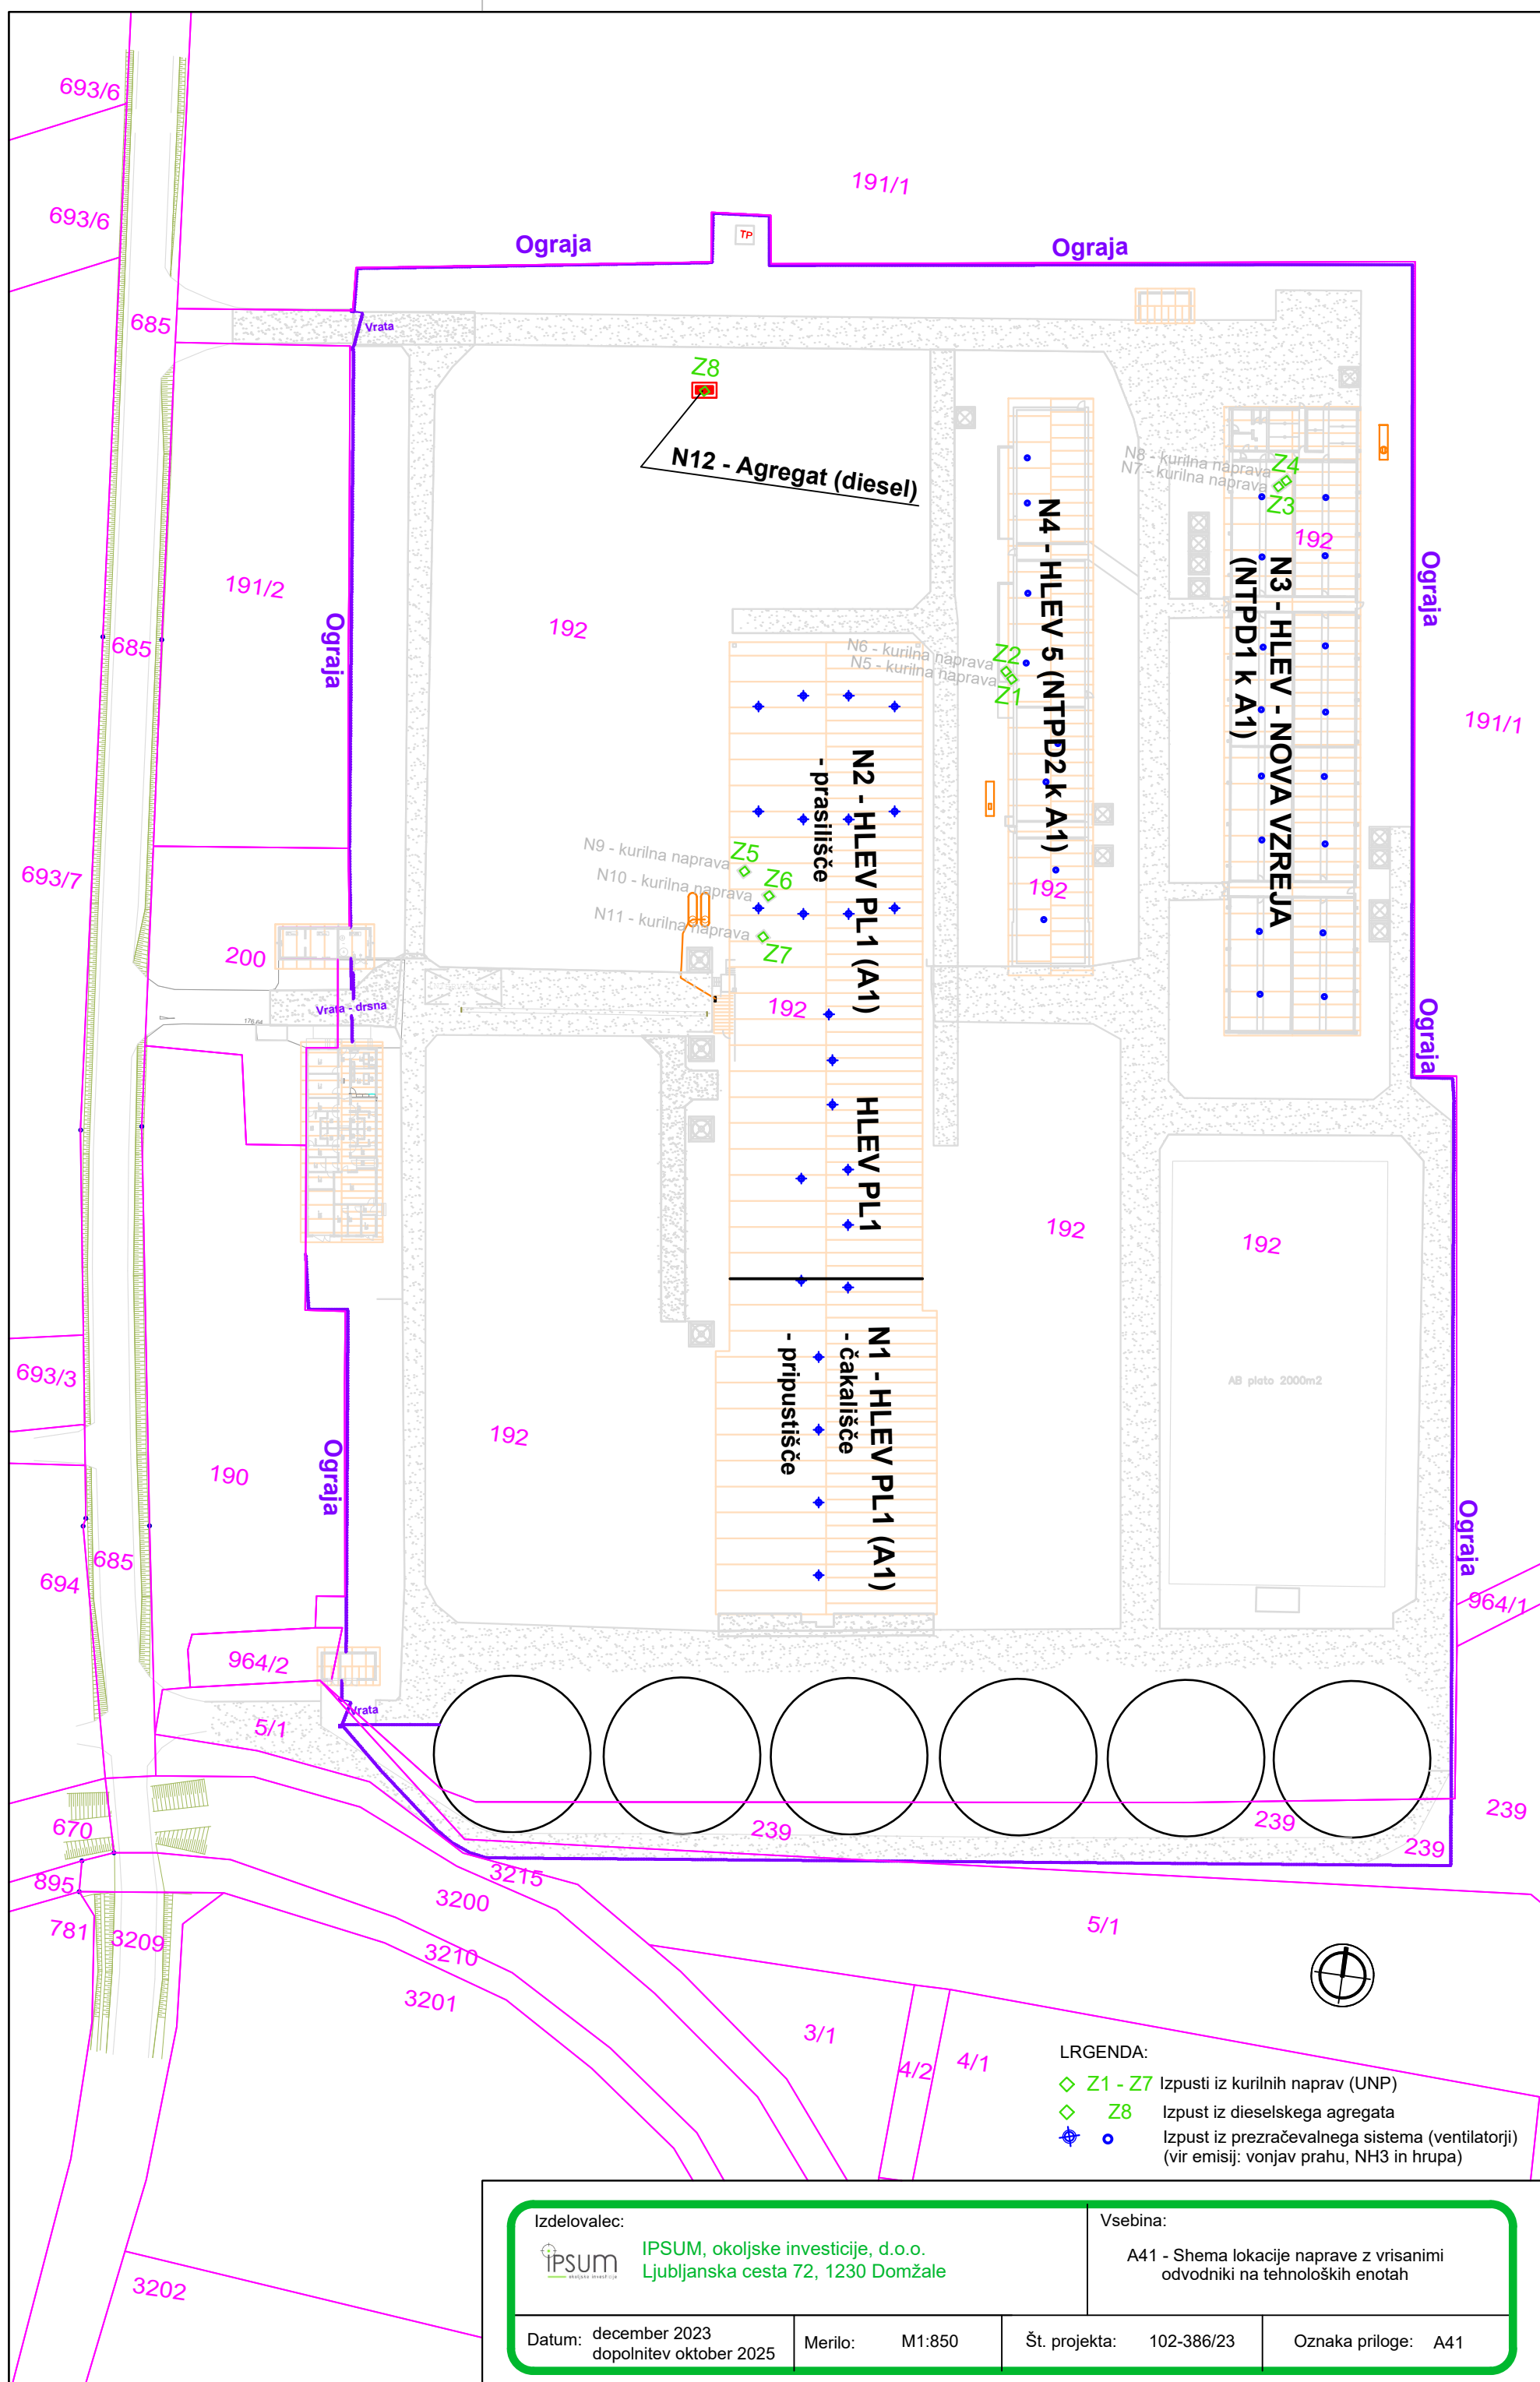 693/6
191/1
693/6
Ograja
TP
Ograja
685
Vrata
Z8
N12 - Agregat (diesel)
N8 - kurilna naprava
N7 - kurilna naprava
Z4
Z3
192
N4 - HLEV 5 (NTPD2 k A1)
N3 - HLEV - NOVA VZREJA
(NTPD1 k A1)
Ograja
191/2
Ograja
192
685
N6 - kurilna naprava
N5 - kurilna naprava
Z2
Z1
191/1
N2 - HLEV PL1 (A1)
- prasilišče
N9 - kurilna naprava
Z5
N10 - kurilna naprava
Z6
N11 - kurilna naprava
Z7
693/7
192
200
Vrata - drsna
192
Ograja
HLEV PL1
192
192
693/3
AB plato 2000m2
N1 - HLEV PL1 (A1)
- čakališče
- pripustišče
192
190
Ograja
Ograja
685
694
964/1
964/2
Vrata
5/1
670
239
239
239
239
895
3215
3200
781
3209
5/1
3210
3201
3/1
4/2
4/1
LRGENDA:
Z1 - Z7 Izpusti iz kurilnih naprav (UNP)
Z8 Izpust iz dieselskega agregata
Izpust iz prezračevalnega sistema (ventilatorji)
(vir emisij: vonjav prahu, NH3 in hrupa)
3202
Izdelovalec:
ipsum
IPSUM, okoljske investicije, d.o.o.
Ljubljanska cesta 72, 1230 Domžale
Vsebina:
A41 - Shema lokacije naprave z vrisanimi
odvodniki na tehnoloških enotah
Datum: december 2023
dopolnitev oktober 2025
Merilo: M1:850
Št. projekta: 102-386/23
Oznaka priloge: A41